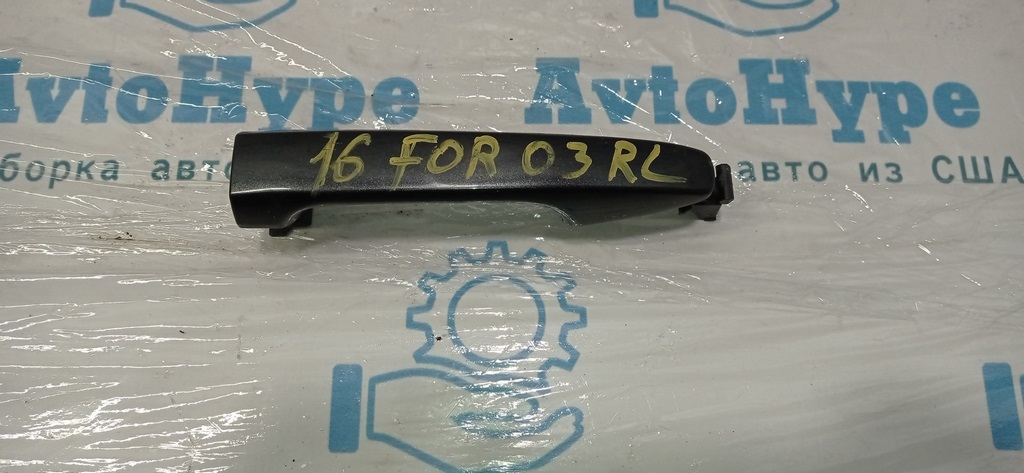 AvtoHype AvtoHype
борка авто авто из США
16 FOR 03 RL